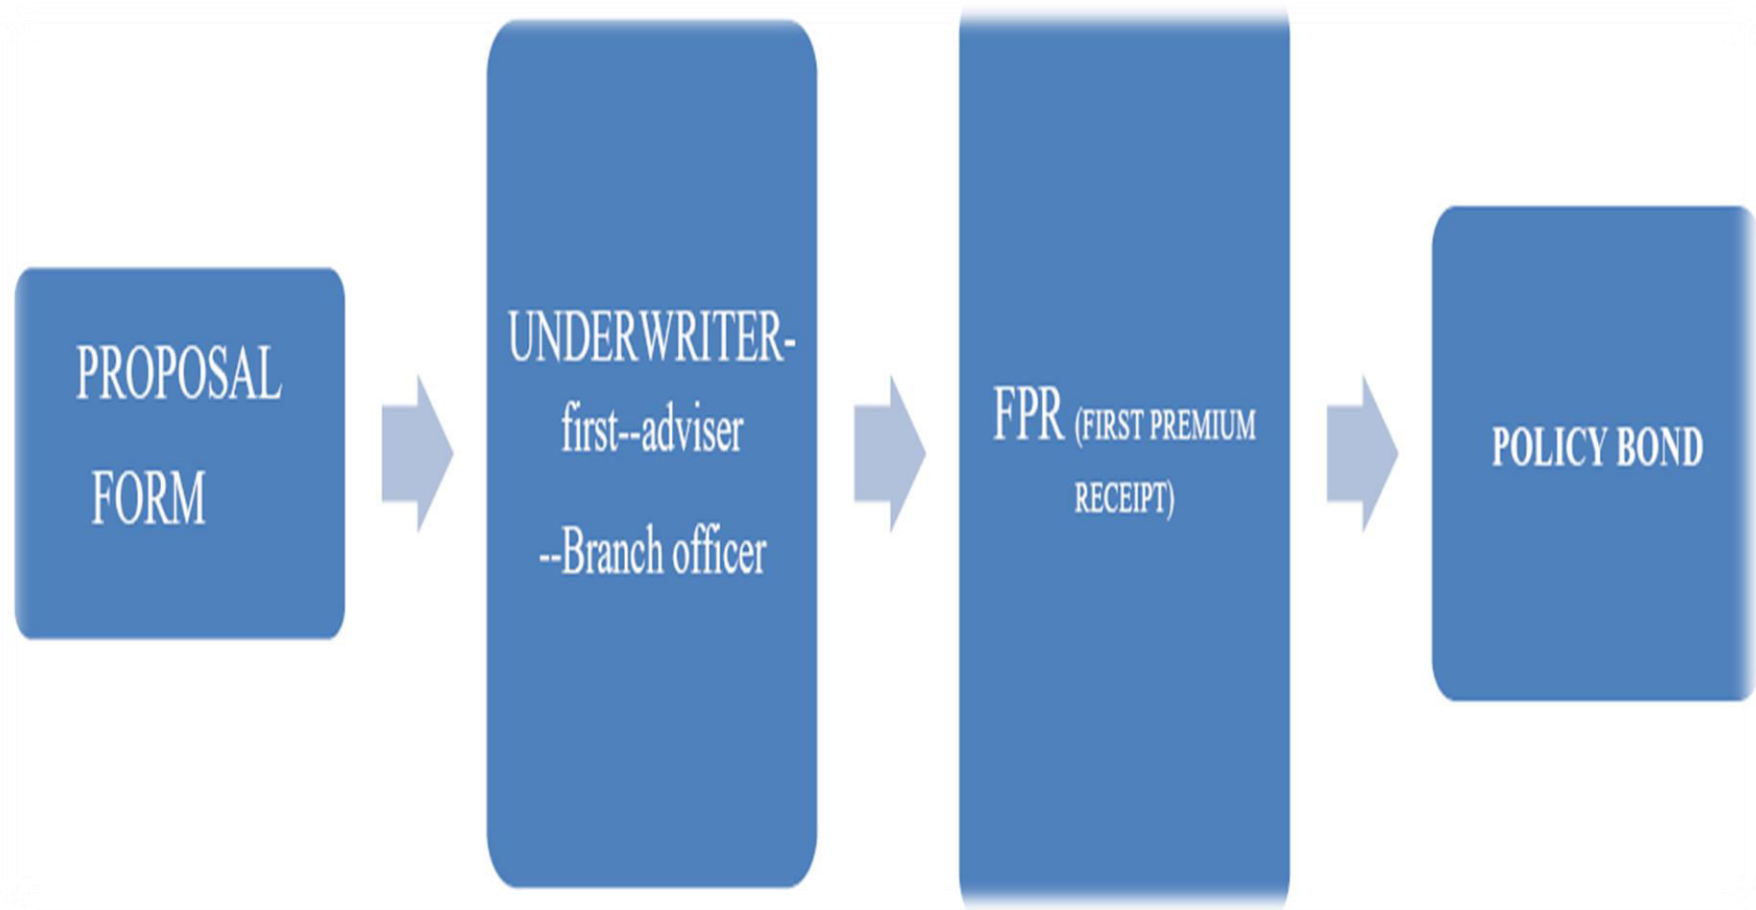 PROPOSAL
FORM
UNDERWRITER-
first--adviser
--Branch officer
FPR (FIRST PREMIUM
RECEIPT)
POLICY BOND